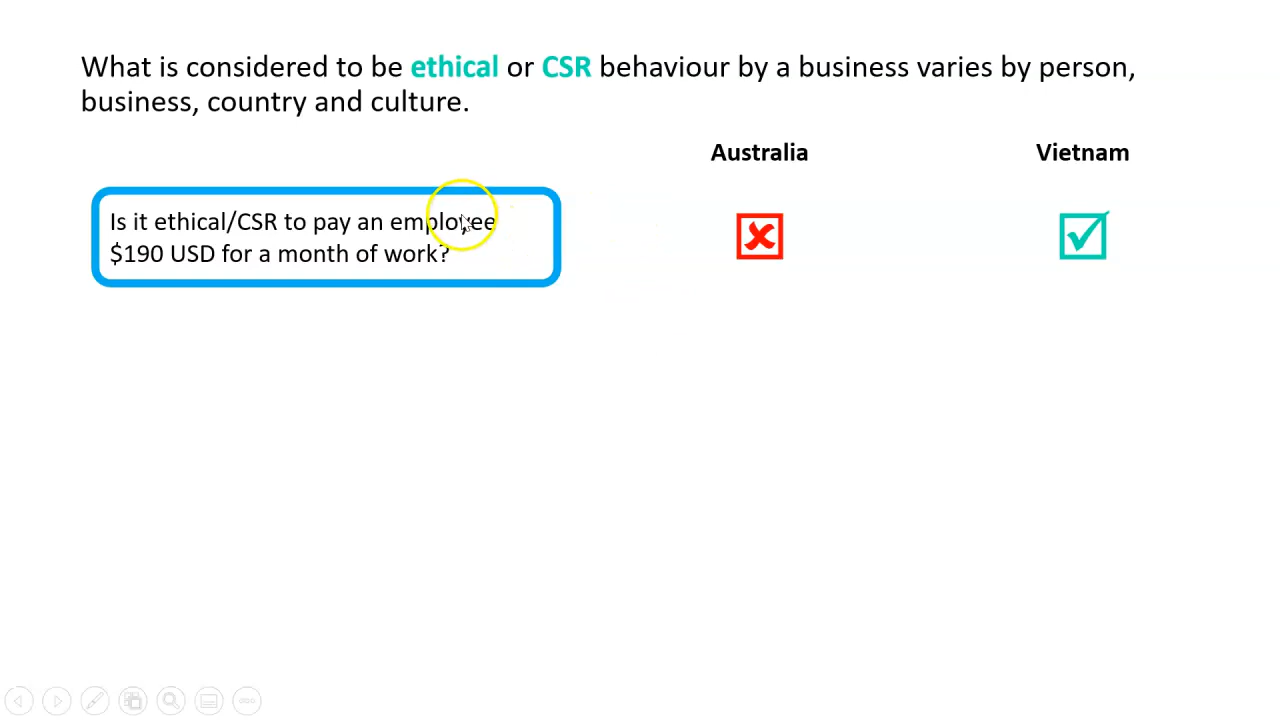 What is considered to be ethical or CSR behaviour by a business varies by person,
business, country and culture.
Australia
Vietnam
Is it ethical/CSR to pay an employee
$190 USD for a month of work?